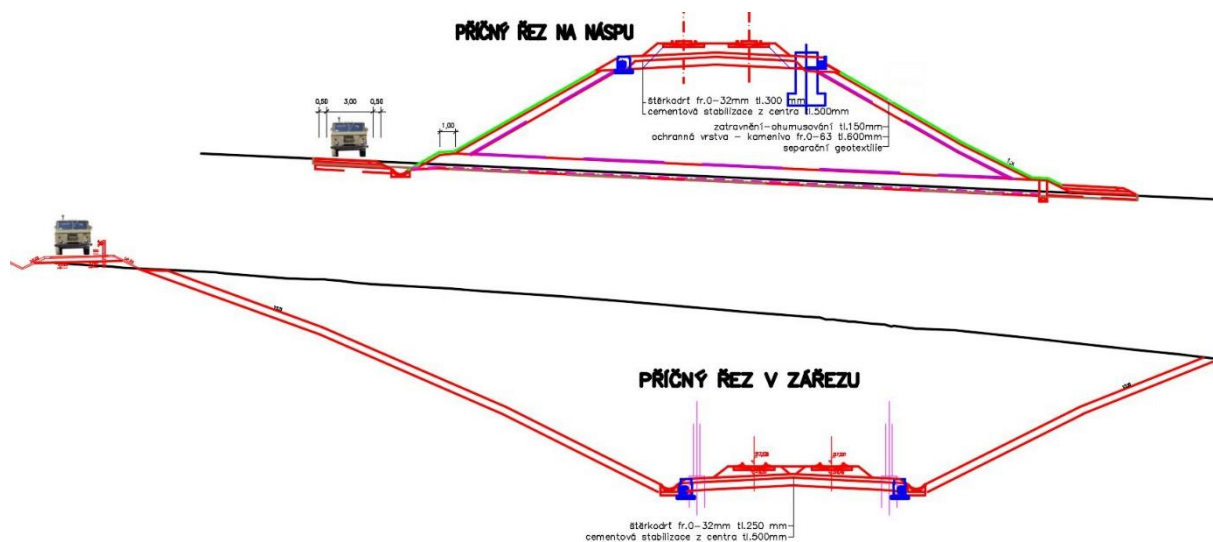 PŘÍČNÝ ŘEZ NA NÁSPU
0,50 3,00 0,50
1,00
štěrkodrť fr.0-32mm tl.300 mm
cementová stabilizace z centra tl.500mm
zatravnění-ohumusování tl.150mm
ochranná vrstva - kamenivo fr.0-63 tl.600mm
separační geotextilie
PŘÍČNÝ ŘEZ V ZÁŘEZU
štěrkodrť fr.0-32mm tl.250 mm
cementová stabilizace z centra tl.500mm